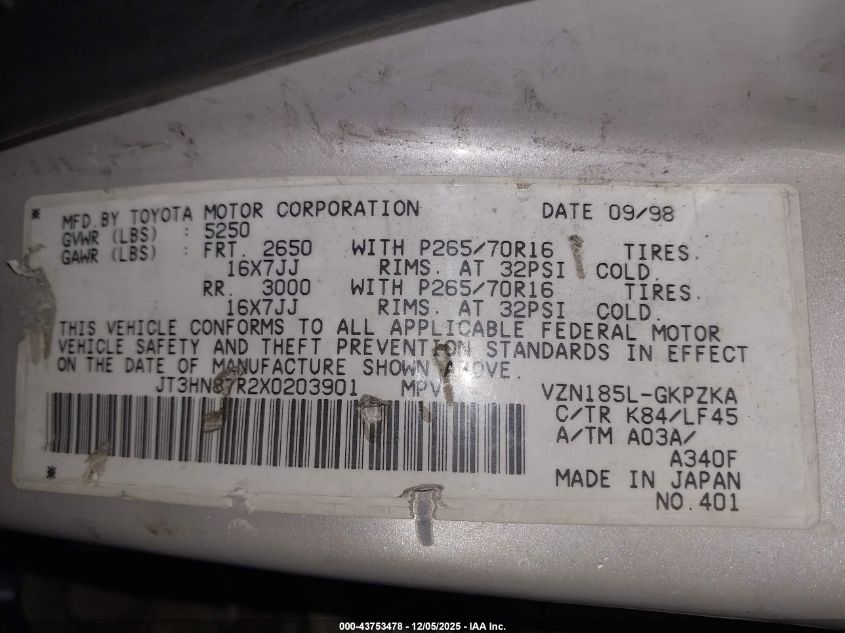 * MFD.BY TOYOTA MOTOR CORPORATION DATE 09/98
GVWR (LBS) : 5250
GAWR (LBS) : FRT. 2650 WITH P265/70R16 TIRES.
16X7JJ RIMS. AT 32PSI COLD.
RR. 3000 WITH P265/70R16 TIRES.
16X7JJ RIMS. AT 32PSI COLD.
THIS VEHICLE CONFORMS TO ALL APPLICABLE FEDERAL MOTOR
VEHICLE SAFETY AND THEFT PREVENTION STANDARDS IN EFFECT
ON THE DATE OF MANUFACTURE SHOWN ABOVE.
JT3HN87R2X0203901 MPV VZN185L-GKPZKA
C/TR K84/LF45
A/TM A03A/
A340F
* MADE IN JAPAN
NO.401
000-43753478 - 12/05/2025 - IAA Inc.